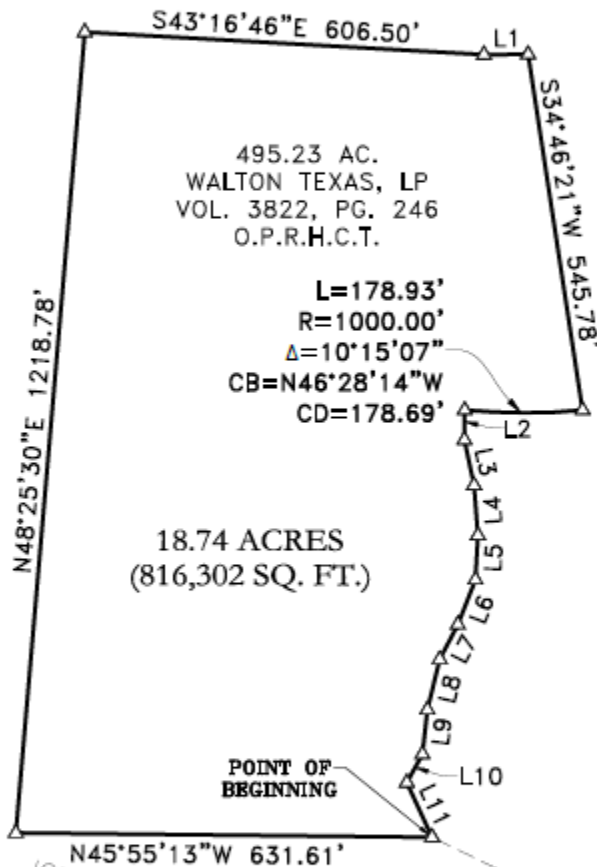 S43°16'46"E 606.50'
L1
S34°46'21"W 545.78'
495.23 AC.
WALTON TEXAS, LP
VOL. 3822, PG. 246
O.P.R.H.C.T.
L=178.93'
R=1000.00'
Δ=10°15'07"
CB=N46°28'14"W
CD=178.69'
L2
N48°25'30"E 1218.78'
L3
L4
18.74 ACRES
(816,302 SQ. FT.)
L5
L6
L7
L8
L9
POINT OF
BEGINNING
L10
L11
N45°55'13"W 631.61'